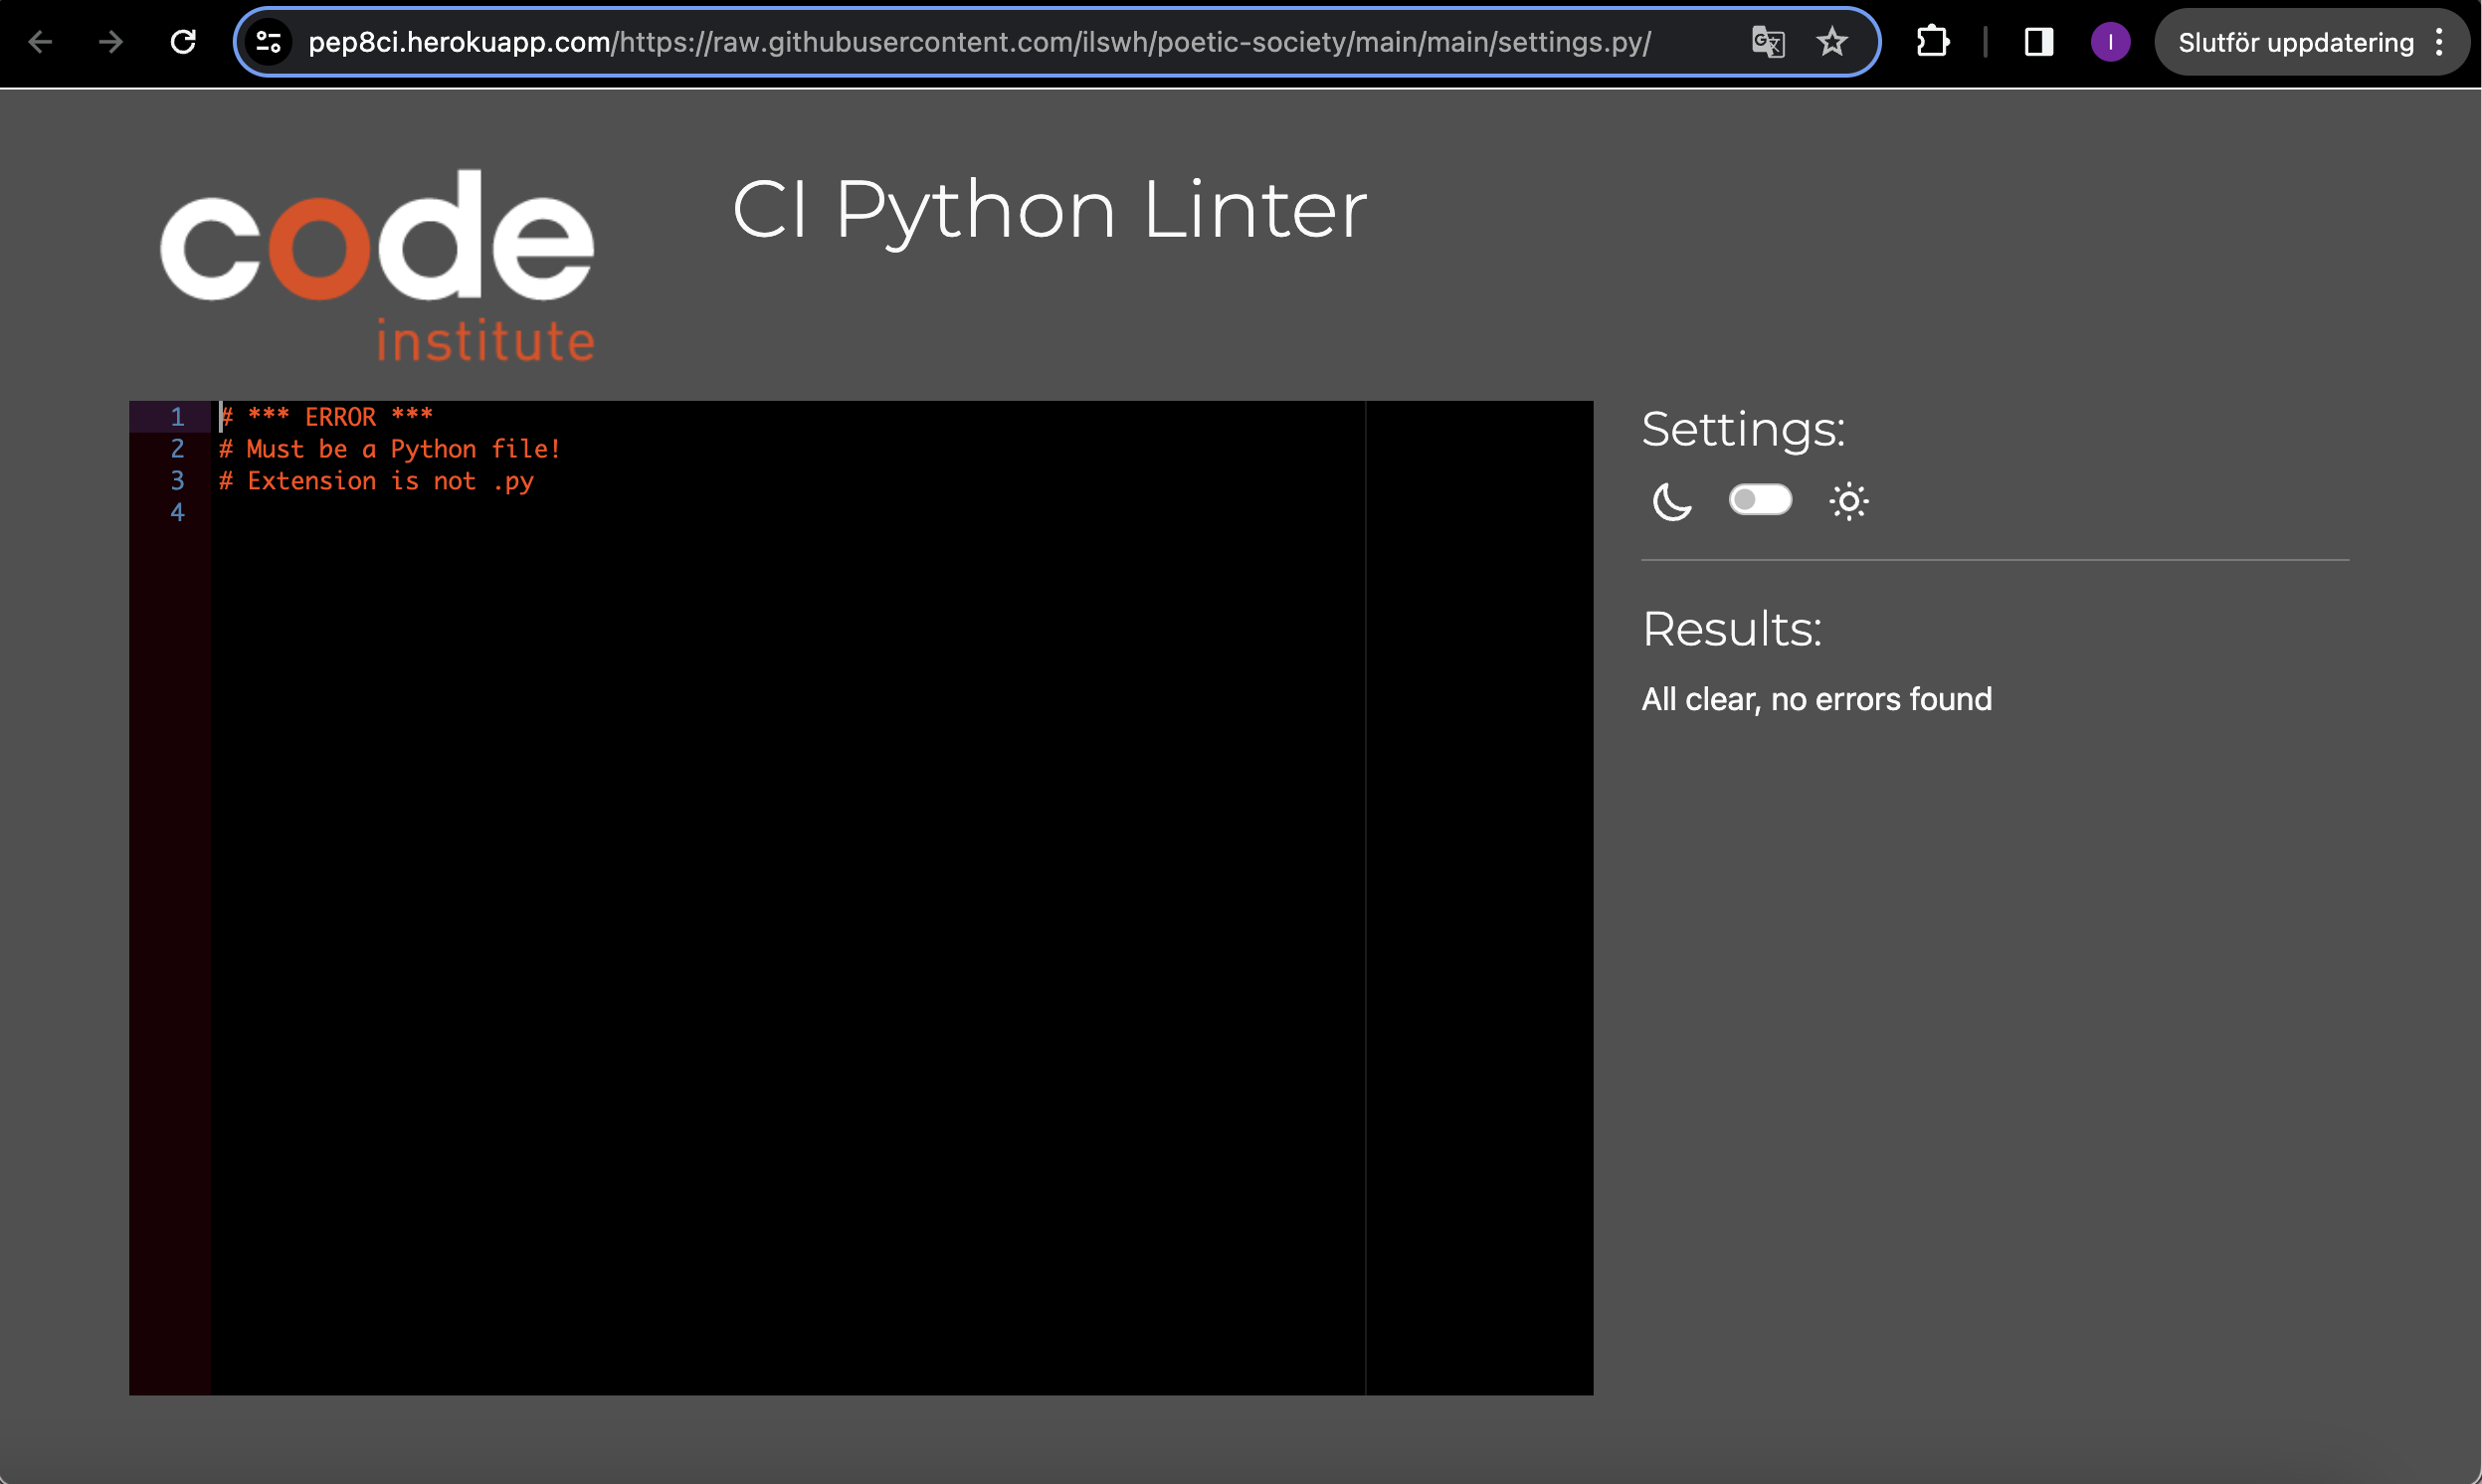 pep8ci.herokuapp.com/https://raw.githubusercontent.com/ilswh/poetic-society/main/main/settings.py/
I
Slutför uppdatering
code
institute
CI Python Linter
1 # *** ERROR ***
2 # Must be a Python file!
3 # Extension is not .py
4
Settings:
Results:
All clear, no errors found